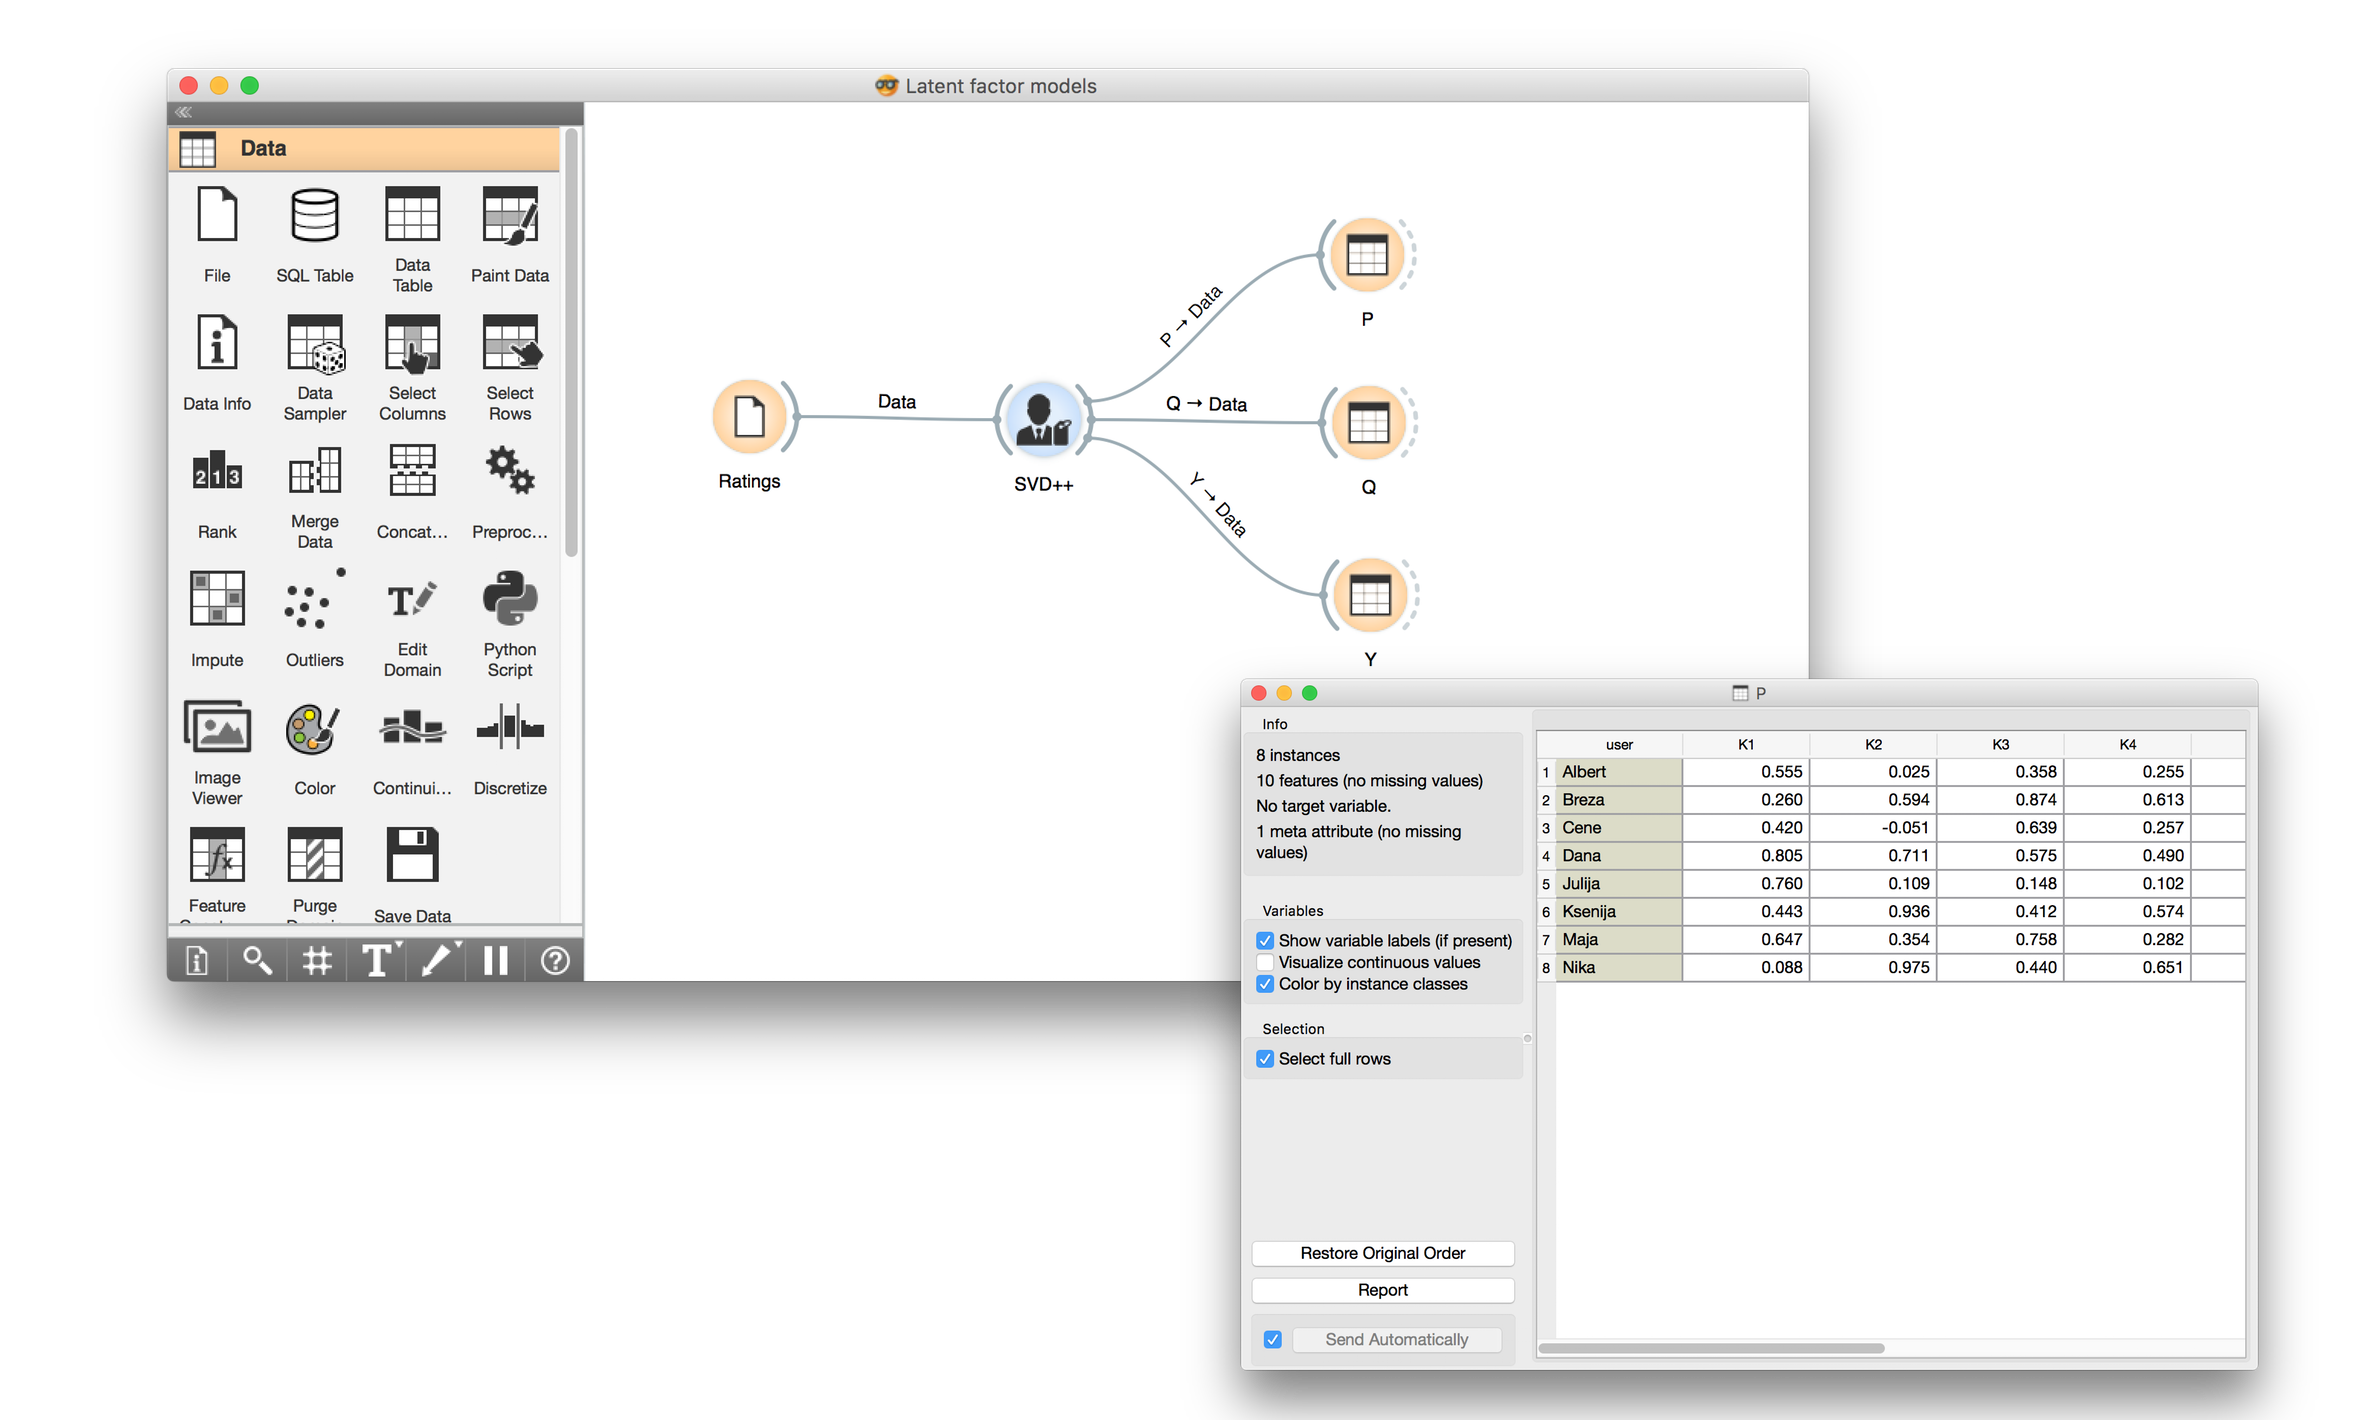 Latent factor models
Data
File
SQL Table
Data
Table
Paint Data
Data Info
Data
Sampler
Select
Columns
Select
Rows
2 1 3
Rank
Merge
Data
Concat...
Preproc...
Impute
Outliers
Edit
Domain
Python
Script
Image
Viewer
Color
Continui...
Discretize
Feature
Purge
Save Data
Ratings
Data
SVD++
P → Data
P
Q → Data
Q
Y → Data
Y
P
Info
8 instances
10 features (no missing values)
No target variable.
1 meta attribute (no missing
values)
Variables
Show variable labels (if present)
Visualize continuous values
Color by instance classes
Selection
Select full rows
Restore Original Order
Report
Send Automatically
user K1 K2 K3 K4
1 Albert 0.555 0.025 0.358 0.255
2 Breza 0.260 0.594 0.874 0.613
3 Cene 0.420 -0.051 0.639 0.257
4 Dana 0.805 0.711 0.575 0.490
5 Julija 0.760 0.109 0.148 0.102
6 Ksenija 0.443 0.936 0.412 0.574
7 Maja 0.647 0.354 0.758 0.282
8 Nika 0.088 0.975 0.440 0.651